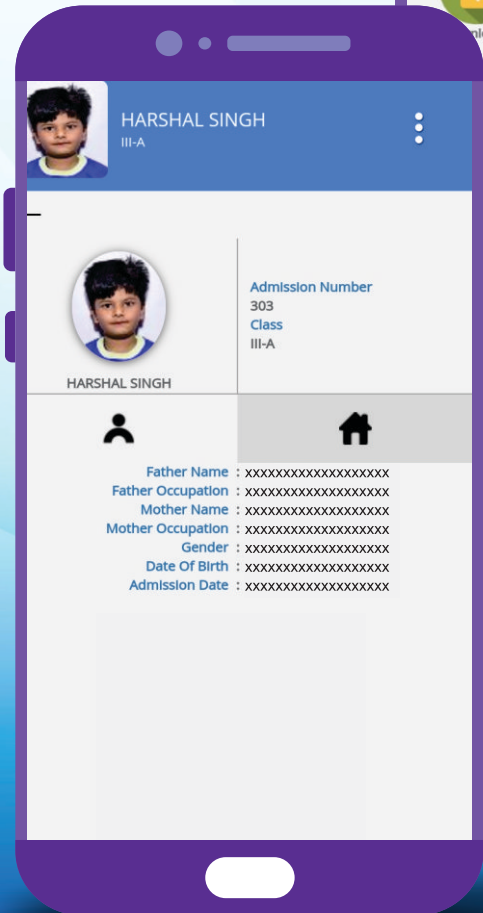 HARSHAL SINGH
III-A
Admission Number
303
Class
III-A
HARSHAL SINGH
Father Name : xxxxxxxxxxxxxxxxxxx
Father Occupation : xxxxxxxxxxxxxxxxxxx
Mother Name : xxxxxxxxxxxxxxxxxxx
Mother Occupation : xxxxxxxxxxxxxxxxxxx
Gender : xxxxxxxxxxxxxxxxxxx
Date Of Birth : xxxxxxxxxxxxxxxxxxx
Admission Date : xxxxxxxxxxxxxxxxxxx